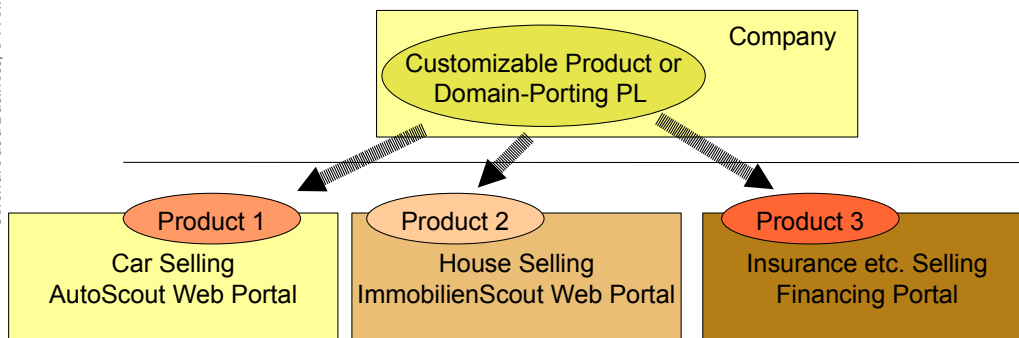 Company
Customizable Product or
Domain-Porting PL
Product 1
Car Selling
AutoScout Web Portal
Product 2
House Selling
ImmobilienScout Web Portal
Product 3
Insurance etc. Selling
Financing Portal